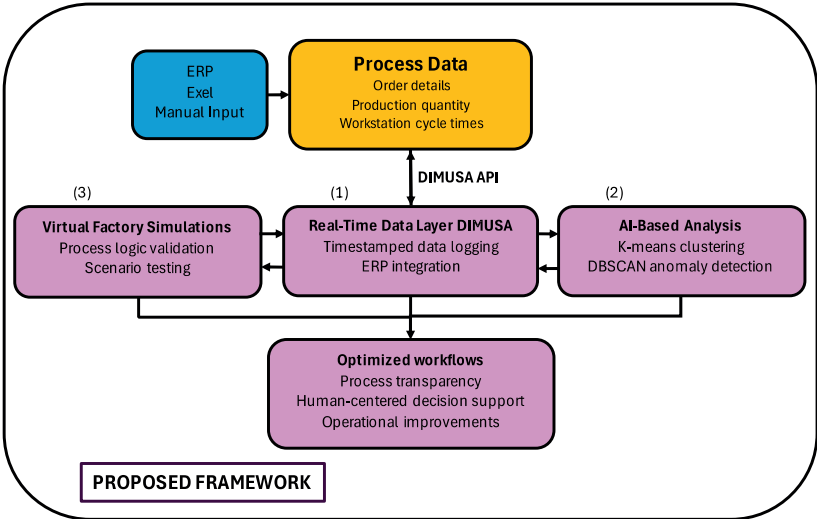 ERP
Exel
Manual Input
Process Data
Order details
Production quantity
Workstation cycle times
DIMUSA API
(3)
Virtual Factory Simulations
Process logic validation
Scenario testing
(1)
Real-Time Data Layer DIMUSA
Timestamped data logging
ERP integration
(2)
AI-Based Analysis
K-means clustering
DBSCAN anomaly detection
Optimized workflows
Process transparency
Human-centered decision support
Operational improvements
PROPOSED FRAMEWORK